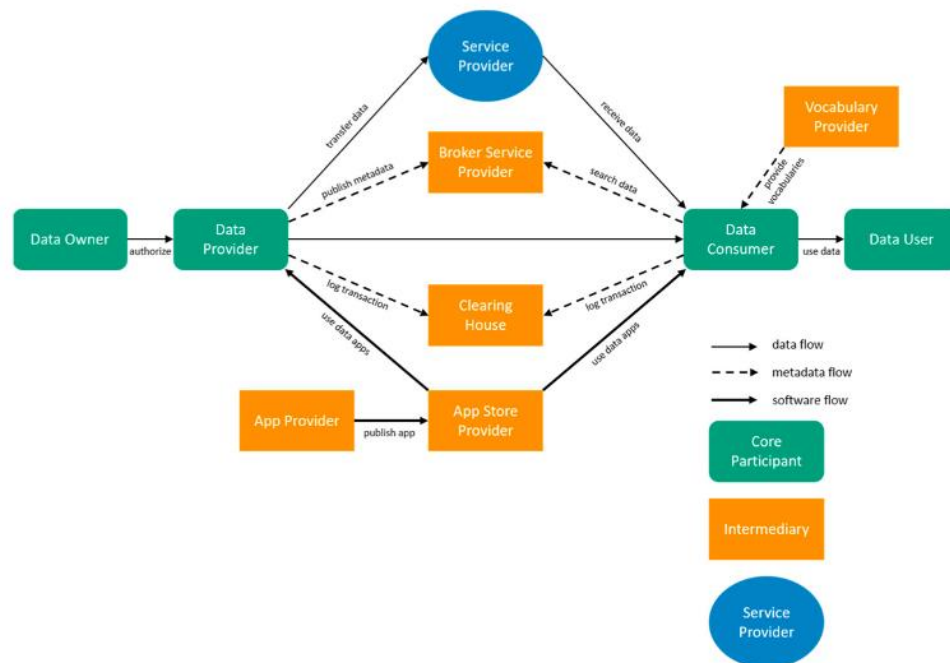 Service
Provider
transfer data
receive data
Vocabulary
Provider
Broker Service
Provider
publish metadata
search data
provide
vocabularies
Data Owner
authorize
Data
Provider
Data
Consumer
use data
Data User
log transaction
log transaction
Clearing
House
use data apps
use data apps
data flow
metadata flow
software flow
App Provider
publish app
App Store
Provider
Core
Participant
Intermediary
Service
Provider